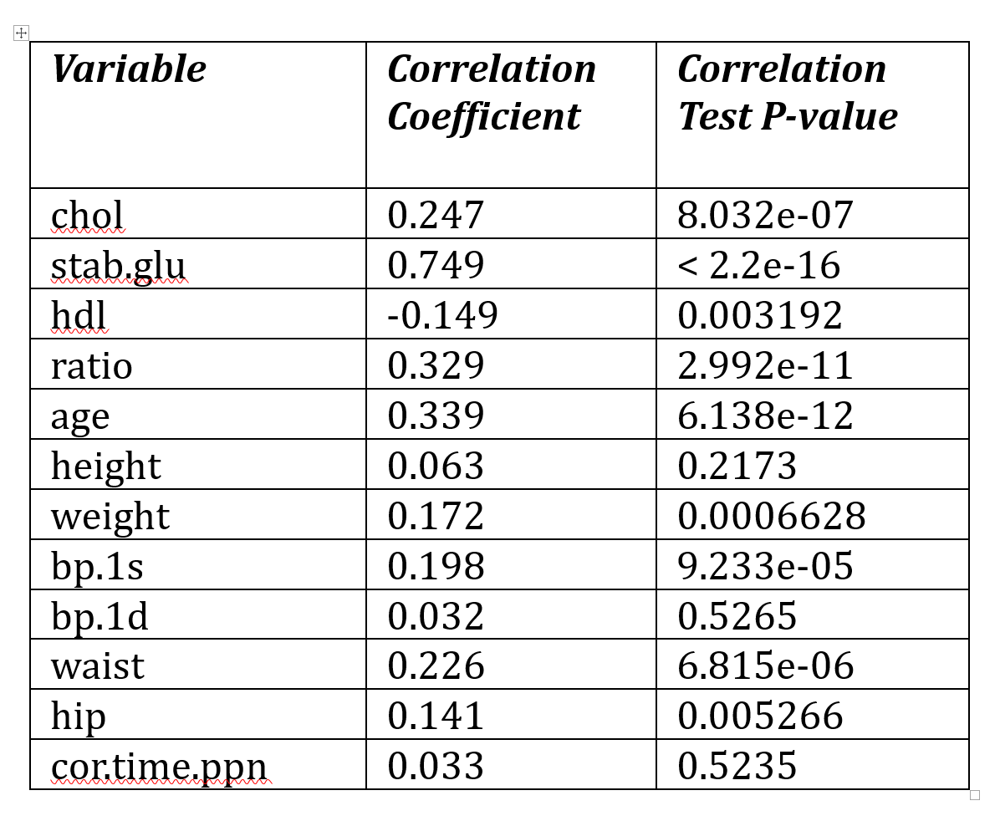 Variable Correlation Correlation
Coefficient Test P-value
chol 0.247 8.032e-07
stab.glu 0.749 < 2.2e-16
hdl -0.149 0.003192
ratio 0.329 2.992e-11
age 0.339 6.138e-12
height 0.063 0.2173
weight 0.172 0.0006628
bp.1s 0.198 9.233e-05
bp.1d 0.032 0.5265
waist 0.226 6.815e-06
hip 0.141 0.005266
cor.time.ppn 0.033 0.5235